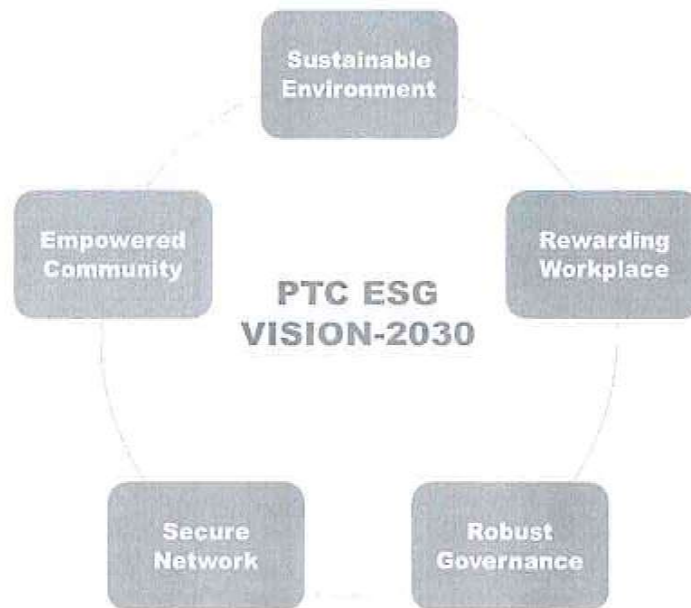 Sustainable
Environment
Empowered
Community
Rewarding
Workplace
PTC ESG
VISION-2030
Secure
Network
Robust
Governance